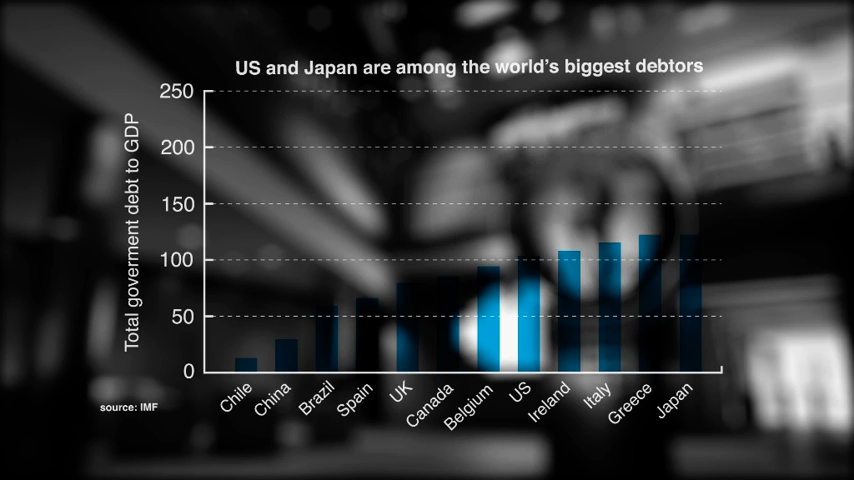 US and Japan are among the world's biggest debtors
Total goverment debt to GDP
250
200
150
100
50
0
Chile
China
Brazil
Spain
UK
Canada
Belgium
US
Ireland
Italy
Greece
Japan
source: IMF